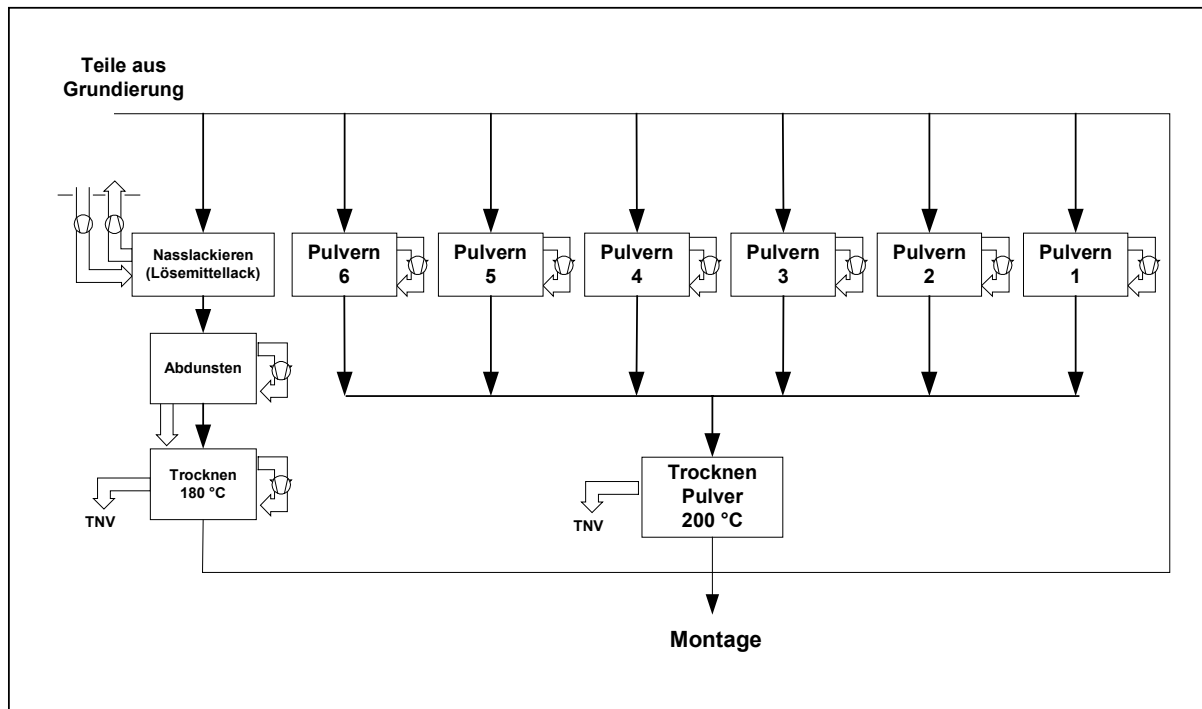 Teile aus
Grundierung
Nasslackieren
(Lösemittellack)
Pulvern
6
Pulvern
5
Pulvern
4
Pulvern
3
Pulvern
2
Pulvern
1
Abdunsten
Trocknen
180 °C
TNV
Trocknen
Pulver
200 °C
TNV
Montage